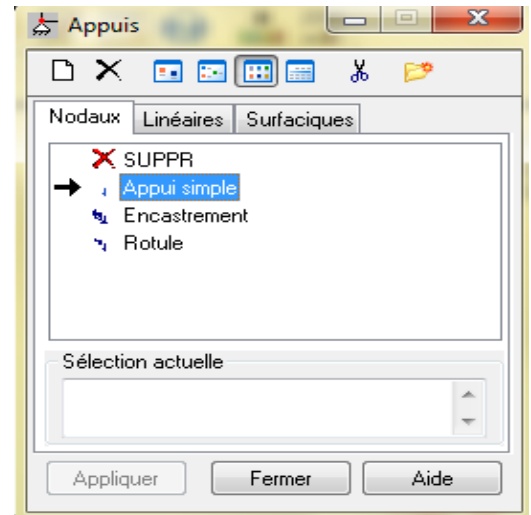 Appuis
Nodaux Linéaires Surfaciques
SUPPR
Appui simple
Encastrement
Rotule
Sélection actuelle
Appliquer Fermer Aide